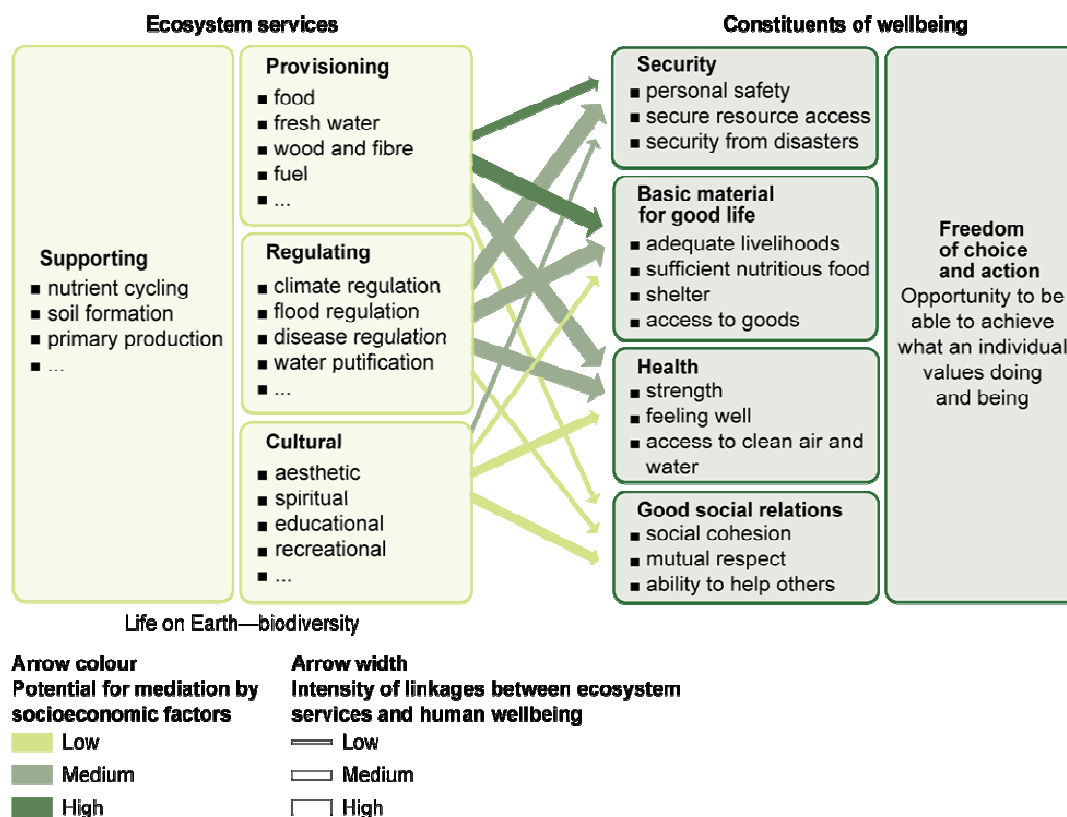 Ecosystem services
Constituents of wellbeing
Supporting
■ nutrient cycling
■ soil formation
■ primary production
■ ...
Provisioning
■ food
■ fresh water
■ wood and fibre
■ fuel
■ ...
Regulating
■ climate regulation
■ flood regulation
■ disease regulation
■ water putification
■ ...
Cultural
■ aesthetic
■ spiritual
■ educational
■ recreational
■ ...
Security
■ personal safety
■ secure resource access
■ security from disasters
Basic material
for good life
■ adequate livelihoods
■ sufficient nutritious food
■ shelter
■ access to goods
Health
■ strength
■ feeling well
■ access to clean air and
water
Good social relations
■ social cohesion
■ mutual respect
■ ability to help others
Freedom
of choice
and action
Opportunity to be
able to achieve
what an individual
values doing
and being
Life on Earth—biodiversity
Arrow colour
Potential for mediation by
socioeconomic factors
Low
Medium
High
Arrow width
Intensity of linkages between ecosystem
services and human wellbeing
Low
Medium
High